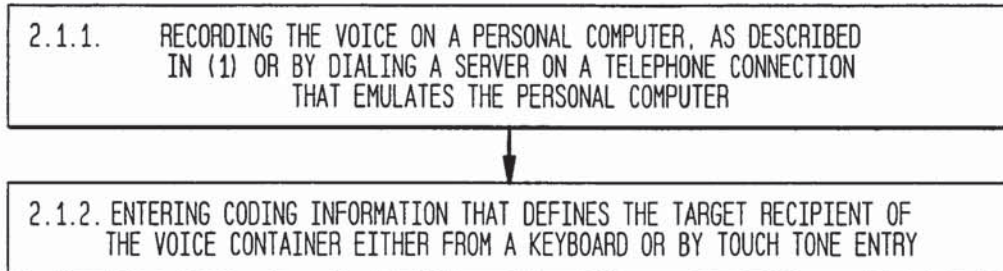 2.1.1. RECORDING THE VOICE ON A PERSONAL COMPUTER, AS DESCRIBED
IN (1) OR BY DIALING A SERVER ON A TELEPHONE CONNECTION
THAT EMULATES THE PERSONAL COMPUTER
2.1.2. ENTERING CODING INFORMATION THAT DEFINES THE TARGET RECIPIENT OF
THE VOICE CONTAINER EITHER FROM A KEYBOARD OR BY TOUCH TONE ENTRY